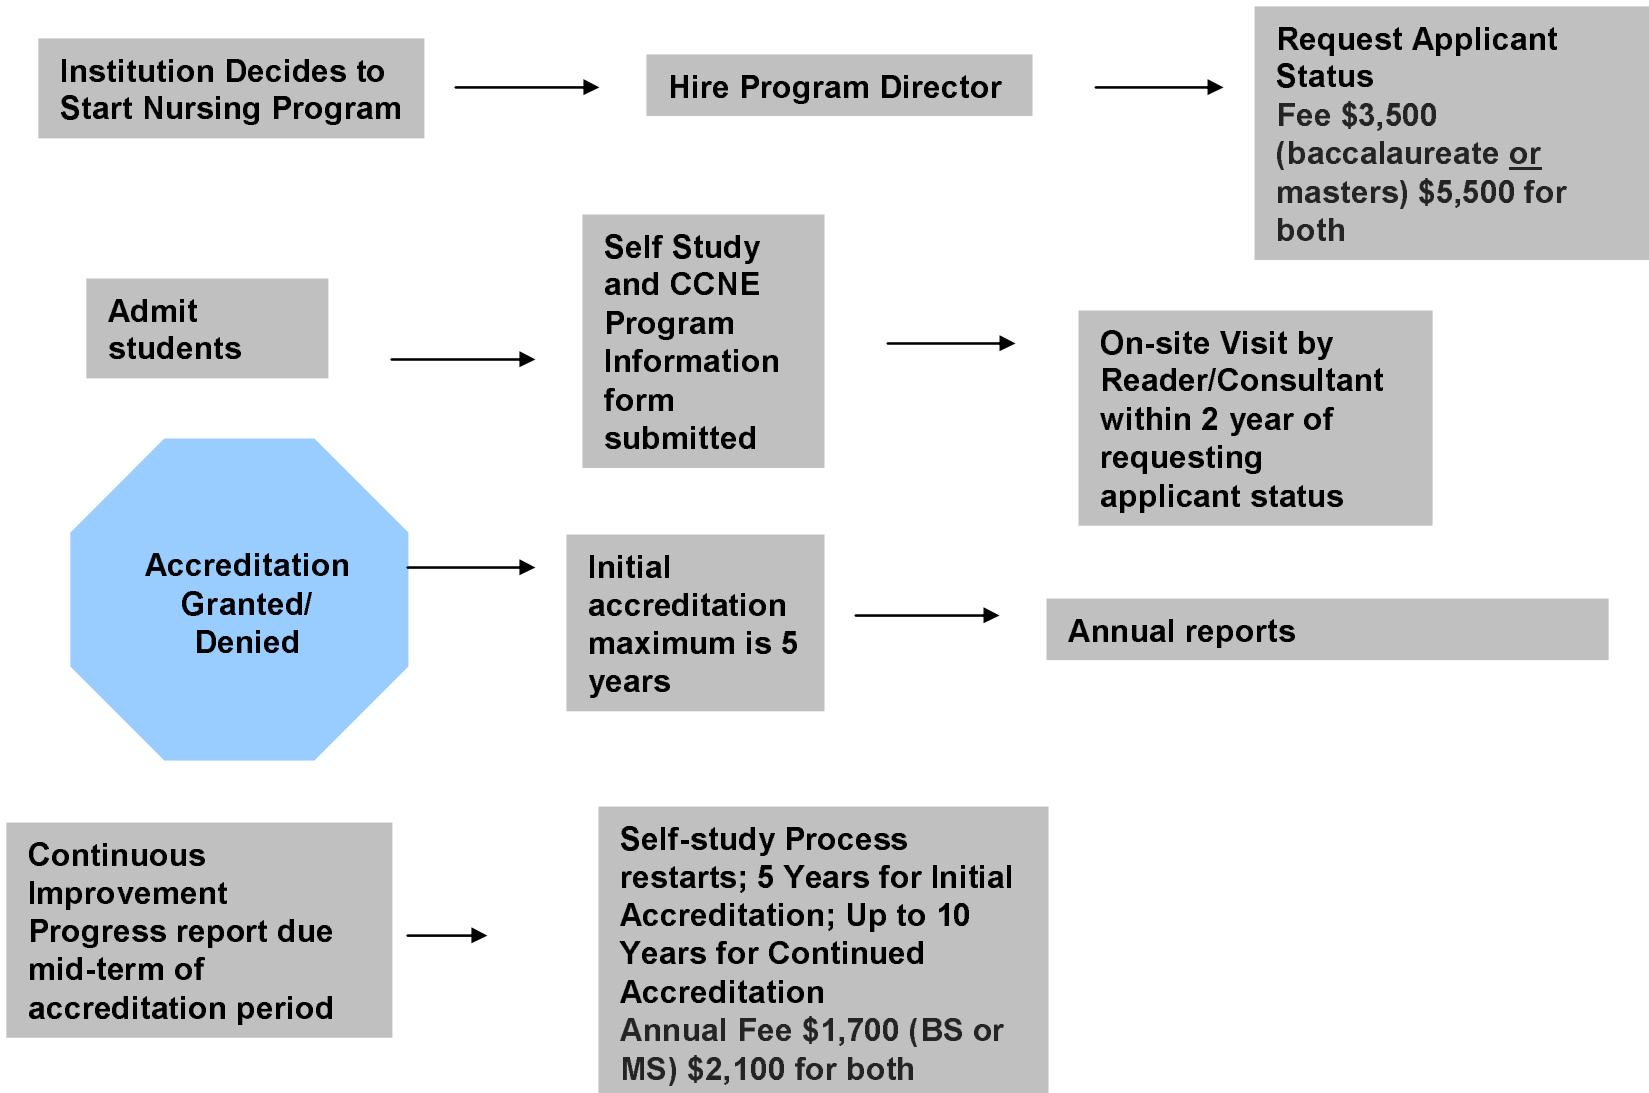 Institution Decides to
Start Nursing Program
Hire Program Director
Request Applicant
Status
Fee $3,500
(baccalaureate or
masters) $5,500 for
both
Admit
students
Self Study
and CCNE
Program
Information
form
submitted
On-site Visit by
Reader/Consultant
within 2 year of
requesting
applicant status
Accreditation
Granted/
Denied
Initial
accreditation
maximum is 5
years
Annual reports
Continuous
Improvement
Progress report due
mid-term of
accreditation period
Self-study Process
restarts; 5 Years for Initial
Accreditation; Up to 10
Years for Continued
Accreditation
Annual Fee $1,700 (BS or
MS) $2,100 for both